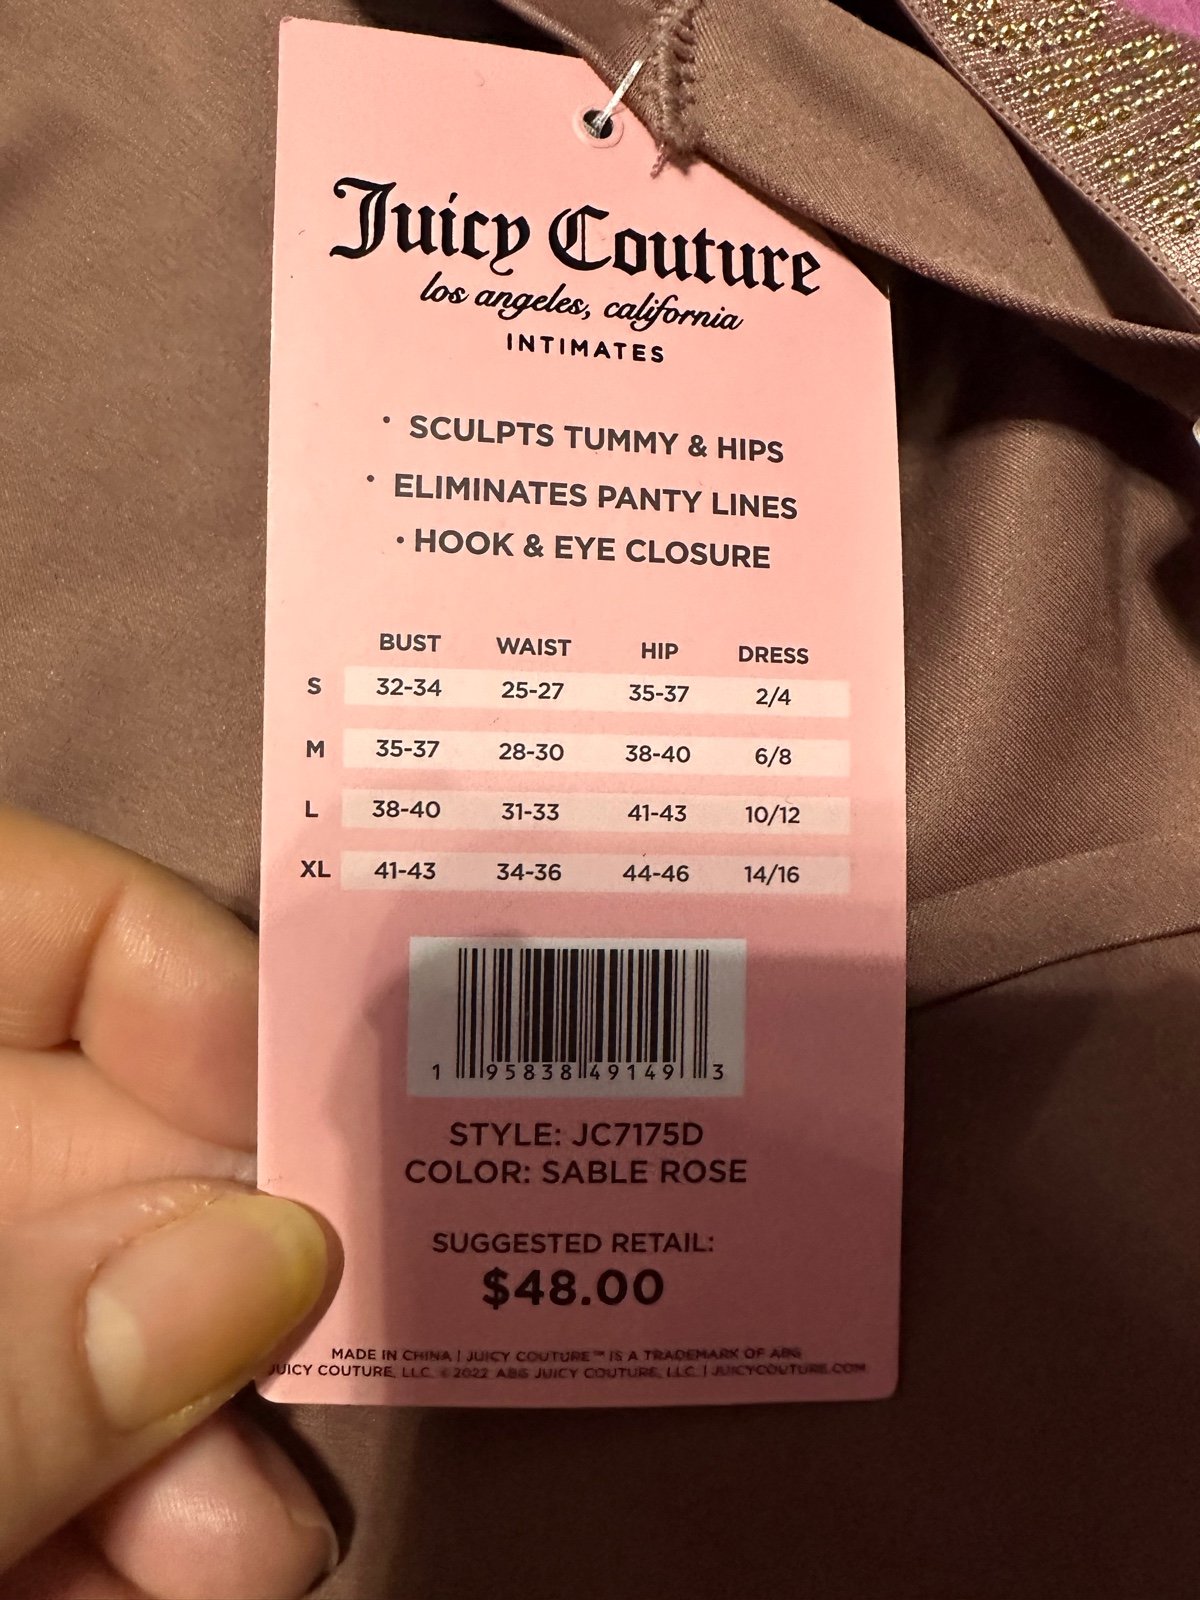 Juicy Couture
los angeles, california
INTIMATES
• SCULPTS TUMMY & HIPS
• ELIMINATES PANTY LINES
• HOOK & EYE CLOSURE
BUST WAIST HIP DRESS
S 32-34 25-27 35-37 2/4
M 35-37 28-30 38-40 6/8
L 38-40 31-33 41-43 10/12
XL 41-43 34-36 44-46 14/16
1 95838 49149 3
STYLE: JC7175D
COLOR: SABLE ROSE
SUGGESTED RETAIL:
$48.00
MADE IN CHINA | JUICY COUTURE™ IS A TRADEMARK OF ABG
JUICY COUTURE, LLC. © 2022 ABG JUICY COUTURE, LLC. | JUICYCOUTURE.COM